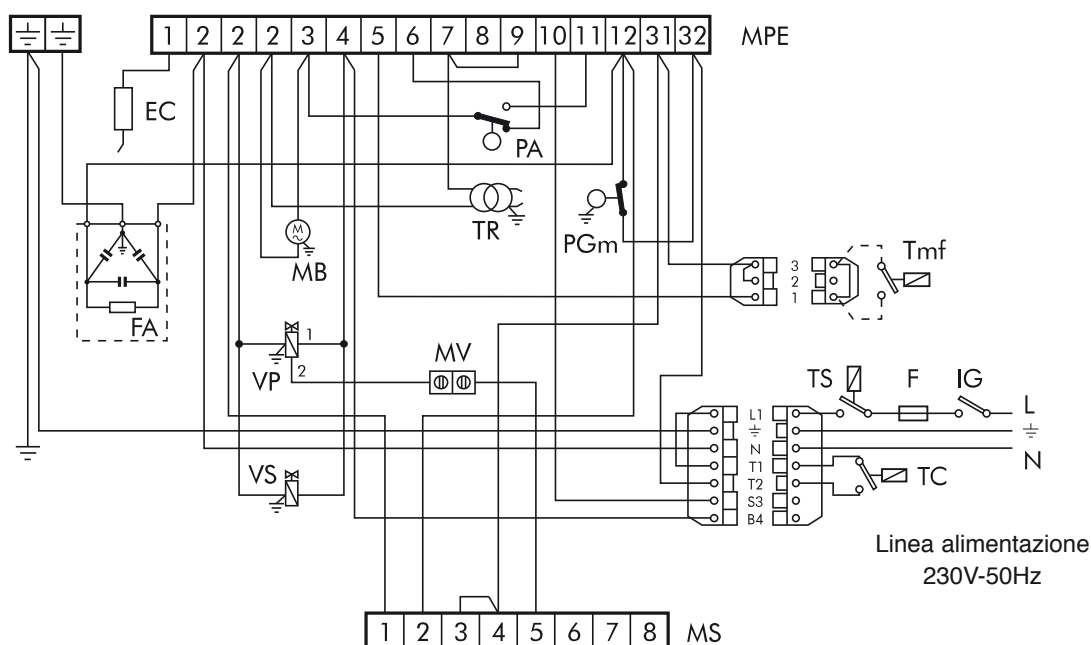 1 2 2 2 3 4 5 6 7 8 9 10 11 12 31 32 MPE
EC
PA
TR
PGm
M
MB
3
2
1
Tmf
FA
VP
1
2
MV
TS
F
IG
L1
L
N
N
T1
T2
TC
S3
B4
VS
Linea alimentazione
230V-50Hz
1 2 3 4 5 6 7 8 MS